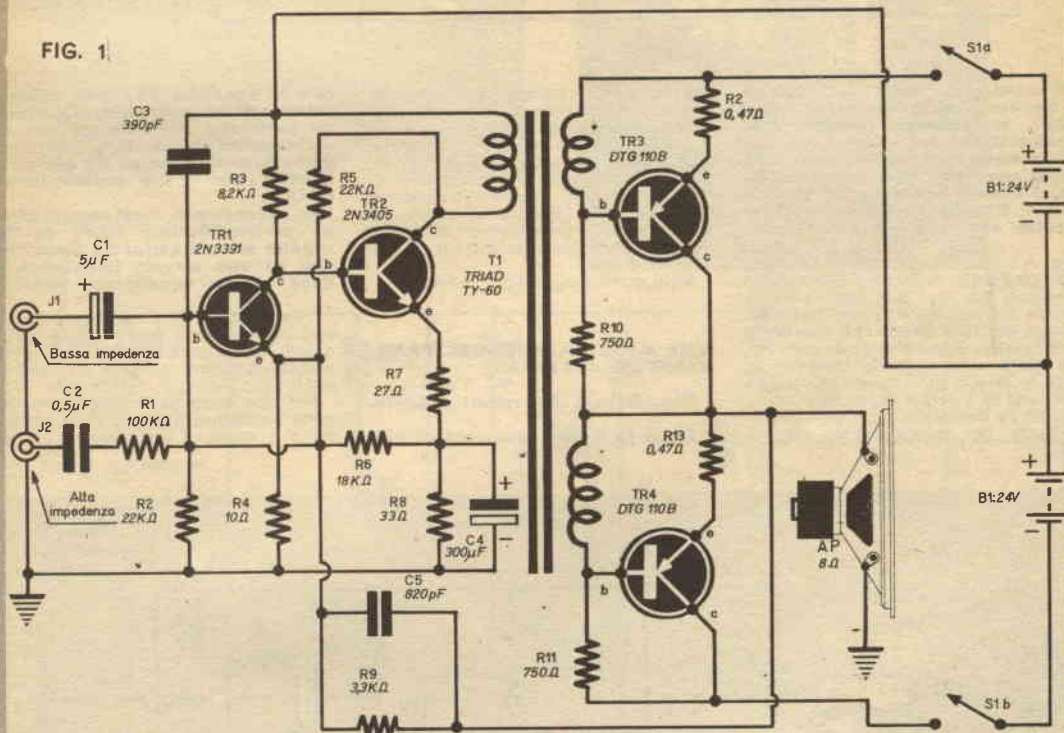 FIG. 1
C3
390pF
R3
8,2KΩ
R5
22KΩ
TR2
2N3405
c
TR1
2N3391
c
b
b
e
e
C1
5µF
+
J1
Bassa impedenza
C2
0,5µF
R1
100KΩ
J2
Alta
impedenza
R2
22KΩ
R4
10Ω
R7
27Ω
R6
18KΩ
R8
33Ω
+
-
C4
300µF
C5
820pF
R9
3,3KΩ
T1
TRIAD
TY-60
R2
0,47Ω
TR3
DTG 110B
e
b
c
R10
750Ω
R13
0,47Ω
TR4
DTG 110B
e
b
c
R11
750Ω
AP
8Ω
-
S1a
+
B1:24V
-
+
B1:24V
-
S1b